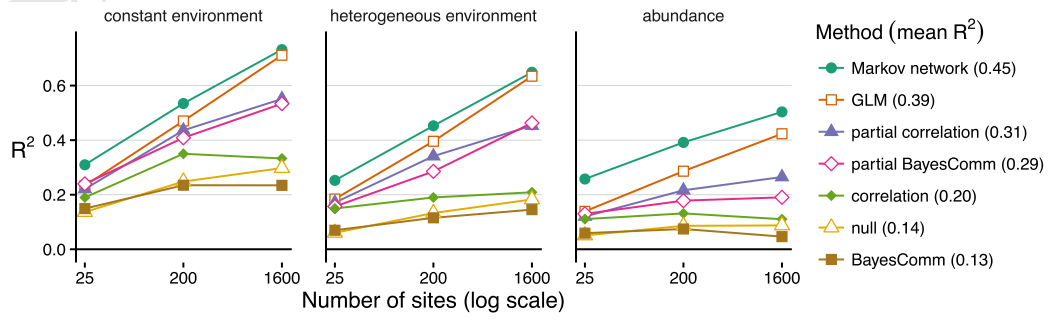 constant environment
heterogeneous environment
abundance
R2
0.6
0.4
0.2
0.0
25 200 1600
25 200 1600
25 200 1600
Number of sites (log scale)
Method (mean R2)
Markov network (0.45)
GLM (0.39)
partial correlation (0.31)
partial BayesComm (0.29)
correlation (0.20)
null (0.14)
BayesComm (0.13)